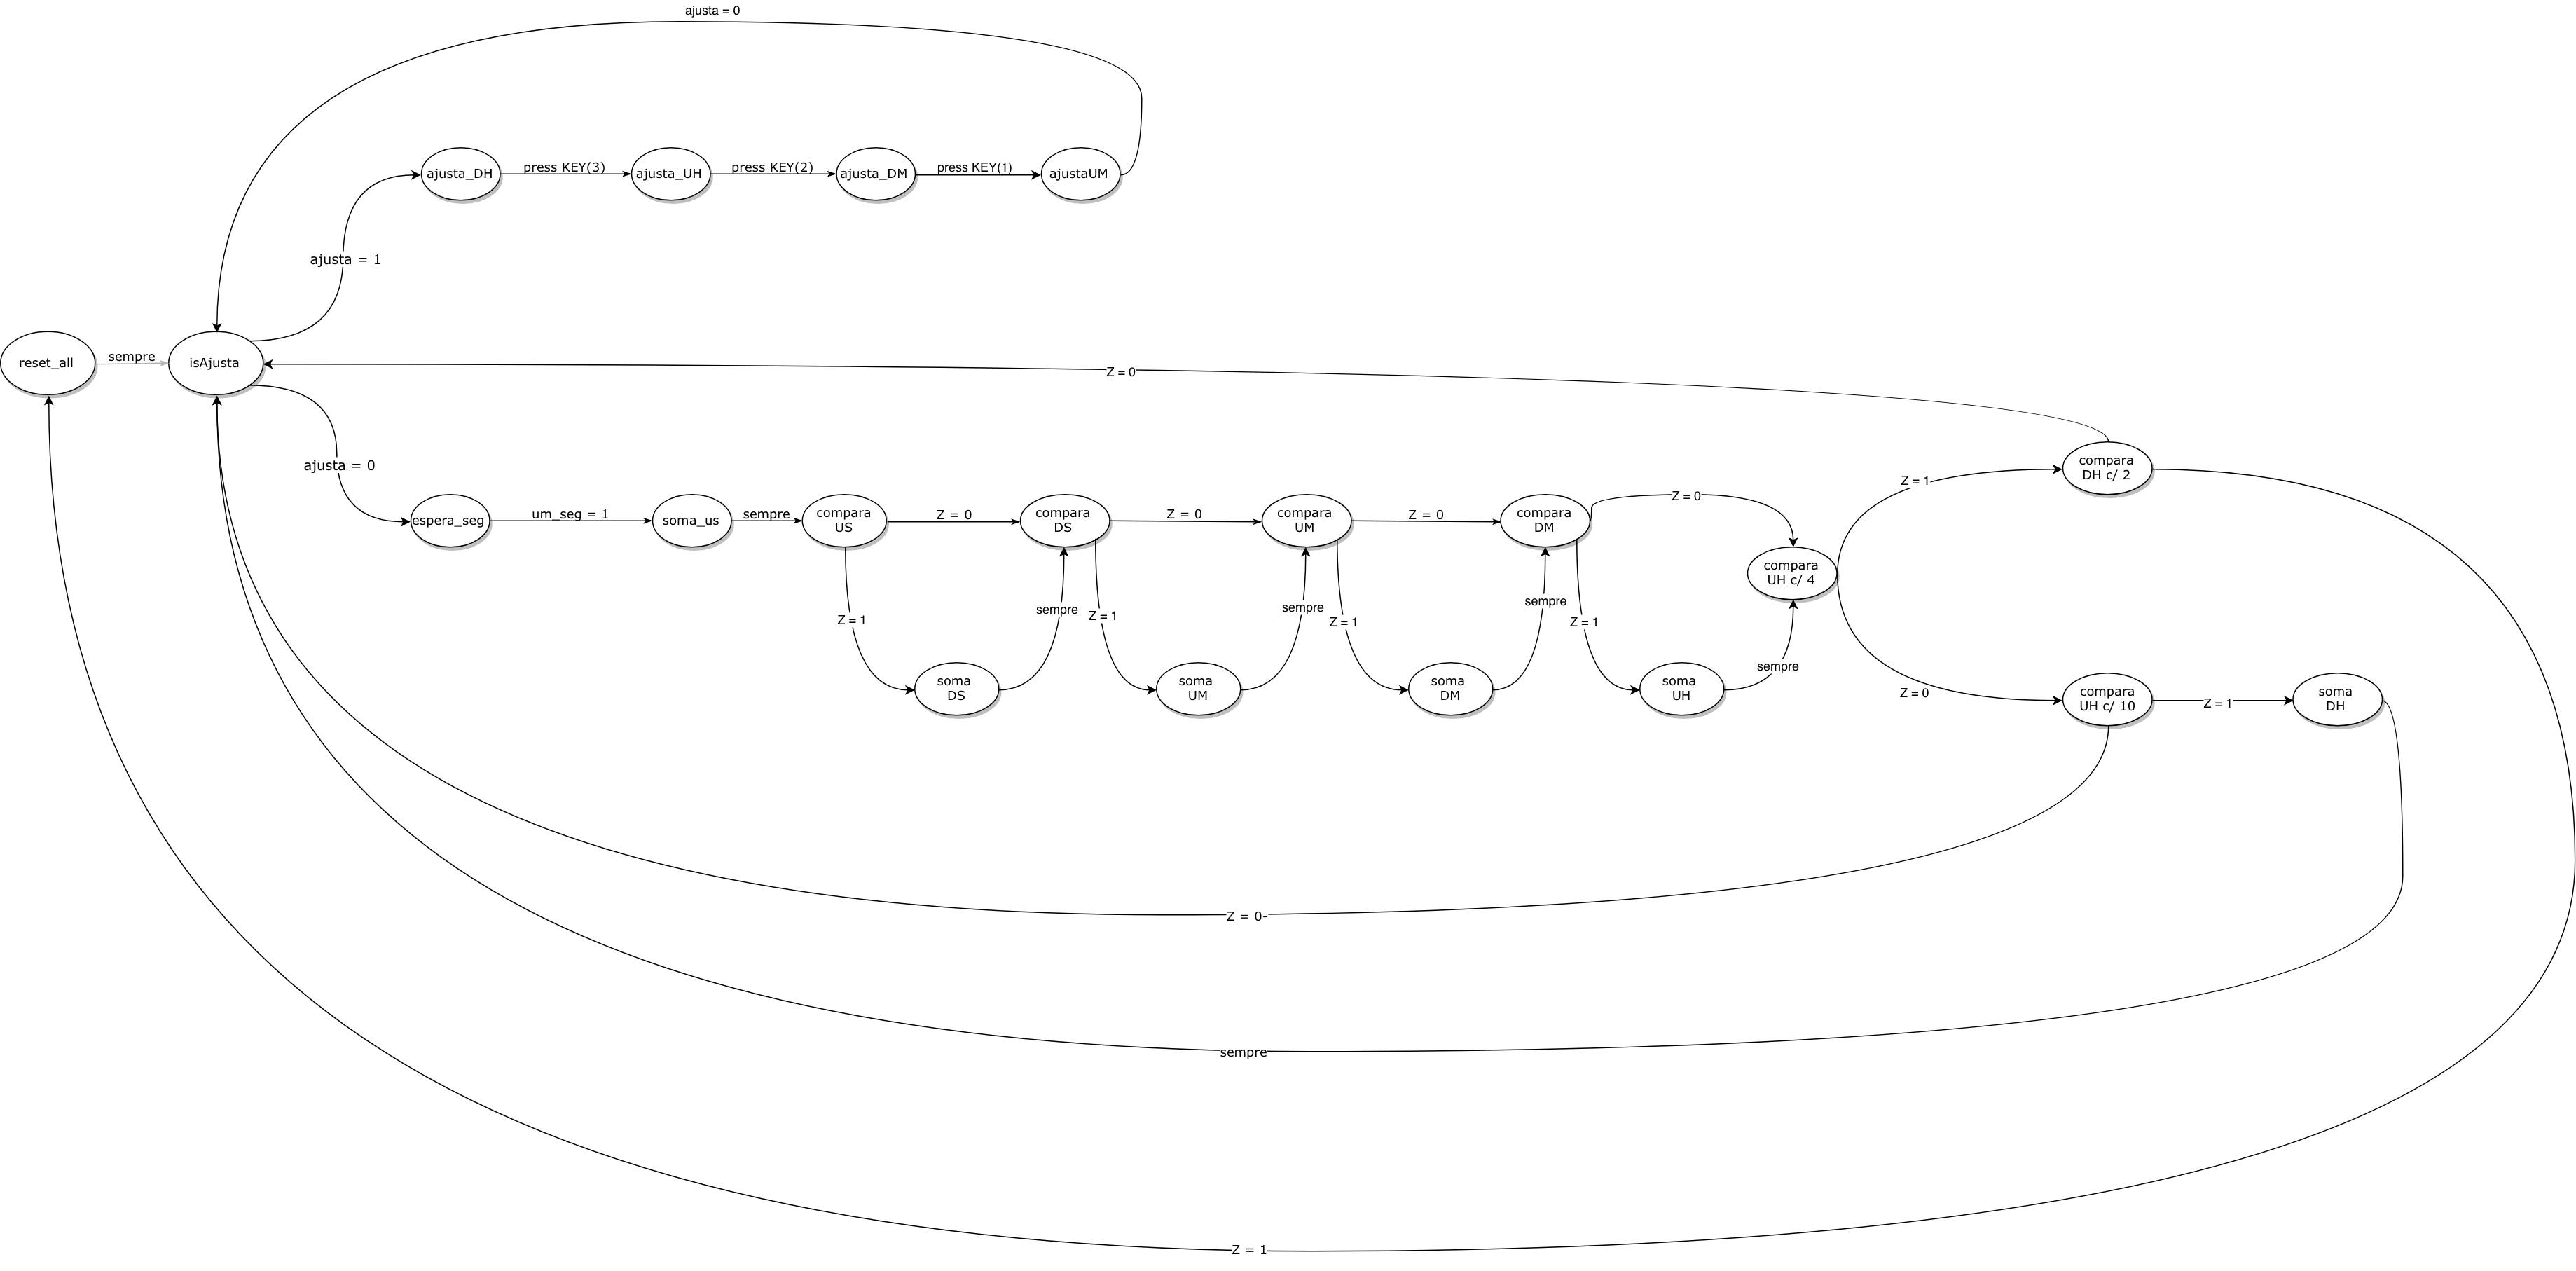 ajusta = 0
ajusta_DH
press KEY(3)
ajusta_UH
press KEY(2)
ajusta_DM
press KEY(1)
ajustaUM
ajusta = 1
reset_all
sempre
isAjusta
Z = 0
ajusta = 0
espera_seg
um_seg = 1
soma_us
sempre
compara
US
Z = 0
compara
DS
Z = 0
compara
UM
Z = 0
compara
DM
Z = 0
compara
UH c/ 4
Z = 1
compara
DH c/ 2
Z = 1
sempre
Z = 1
sempre
Z = 1
sempre
Z = 1
sempre
soma
DS
soma
UM
soma
DM
soma
UH
Z = 0
compara
UH c/ 10
Z = 1
soma
DH
Z = 0-
sempre
Z = 1